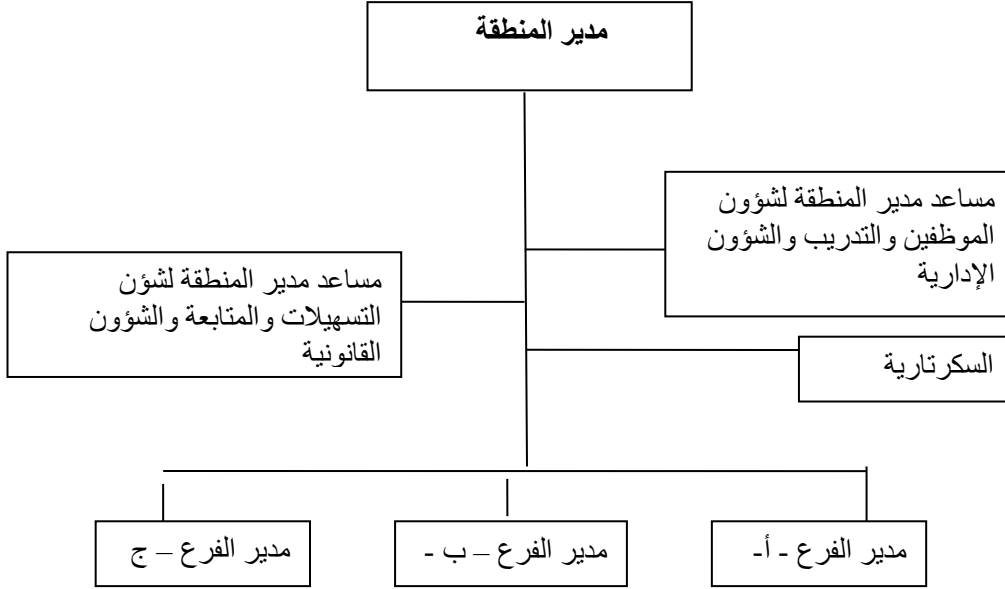 مدير المنطقة
مساعد مدير المنطقة لشؤون
الموظفين والتدريب والشؤون
الإدارية
مساعد مدير المنطقة لشؤن
التسهيلات والمتابعة والشؤون
القانونية
السكرتارية
مدير الفرع - أ-
مدير الفرع – ب -
مدير الفرع – ج